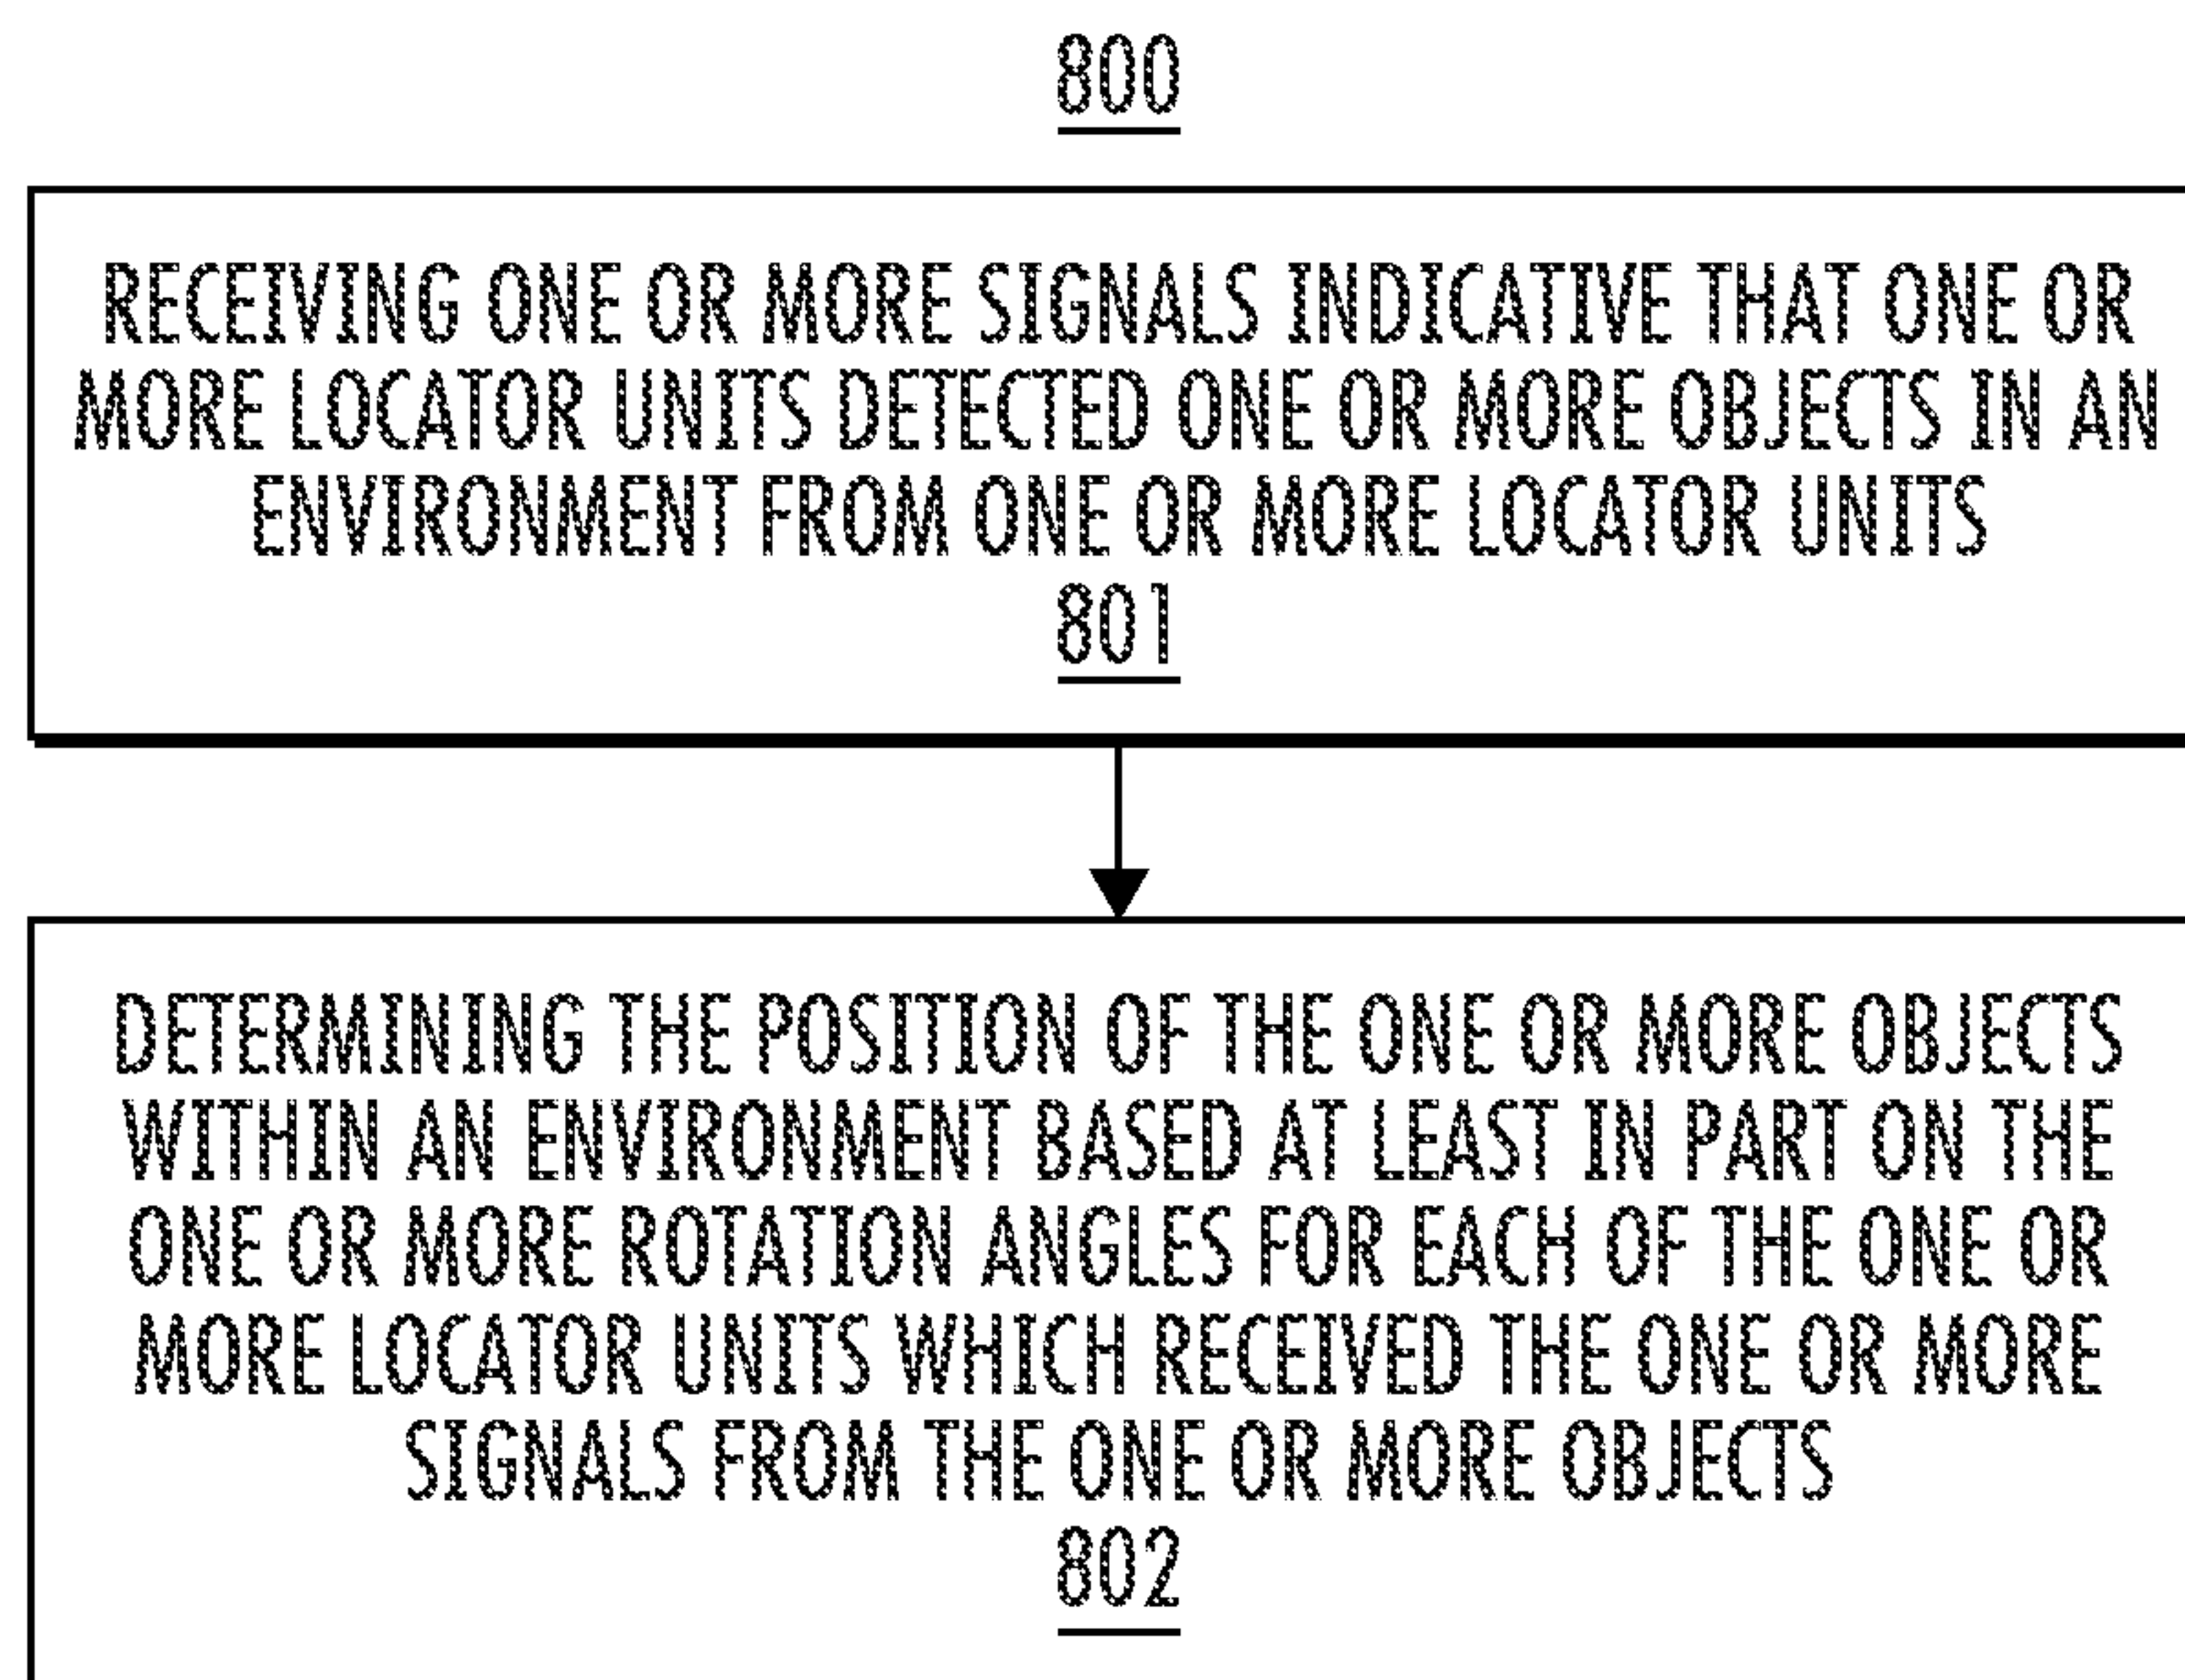 800
RECEIVING ONE OR MORE SIGNALS INDICATIVE THAT ONE OR
MORE LOCATOR UNITS DETECTED ONE OR MORE OBJECTS IN AN
ENVIRONMENT FROM ONE OR MORE LOCATOR UNITS
801
DETERMINING THE POSITION OF THE ONE OR MORE OBJECTS
WITHIN AN ENVIRONMENT BASED AT LEAST IN PART ON THE
ONE OR MORE ROTATION ANGLES FOR EACH OF THE ONE OR
MORE LOCATOR UNITS WHICH RECEIVED THE ONE OR MORE
SIGNALS FROM THE ONE OR MORE OBJECTS
802